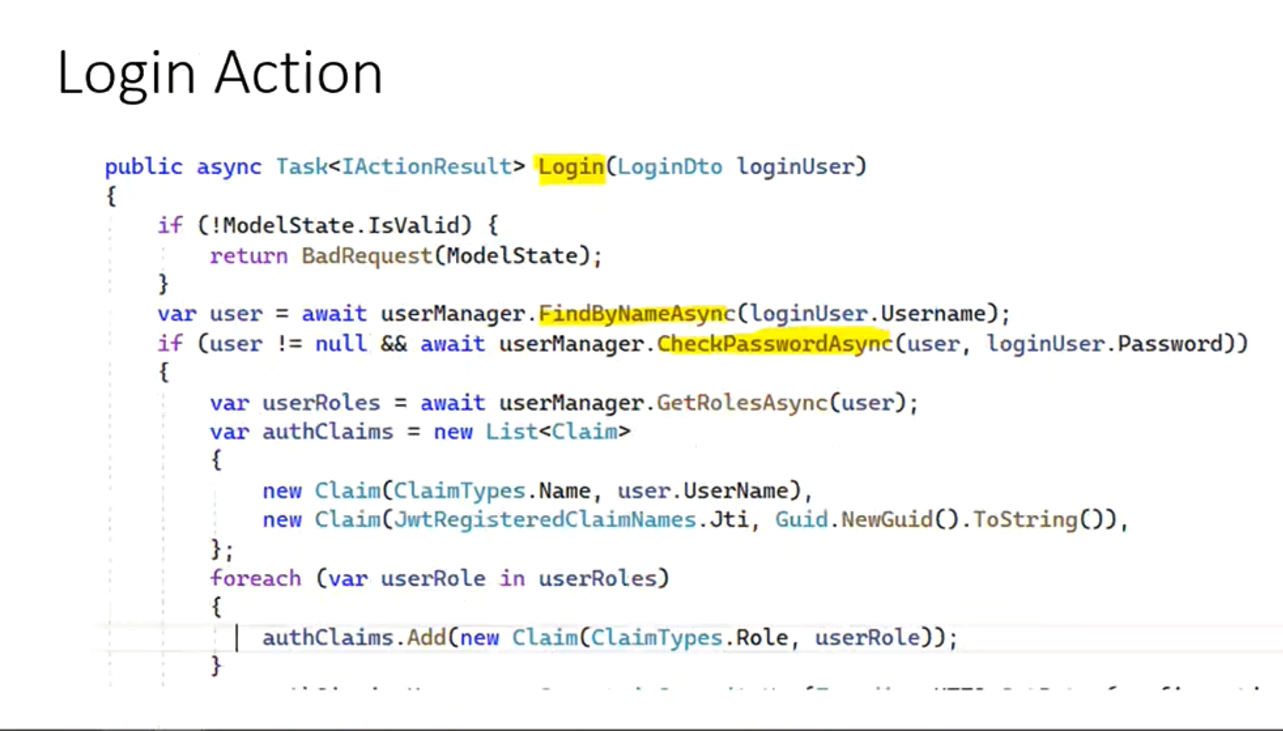 Login Action
public async Task<IActionResult> Login(LoginDto loginUser)
{
if (!ModelState.IsValid) {
return BadRequest(ModelState);
}
var user = await userManager.FindByNameAsync(loginUser.Username);
if (user != null && await userManager.CheckPasswordAsync(user, loginUser.Password))
{
var userRoles = await userManager.GetRolesAsync(user);
var authClaims = new List<Claim>
{
new Claim(ClaimTypes.Name, user.UserName),
new Claim(JwtRegisteredClaimNames.Jti, Guid.NewGuid().ToString()),
};
foreach (var userRole in userRoles)
{
authClaims.Add(new Claim(ClaimTypes.Role, userRole));
}